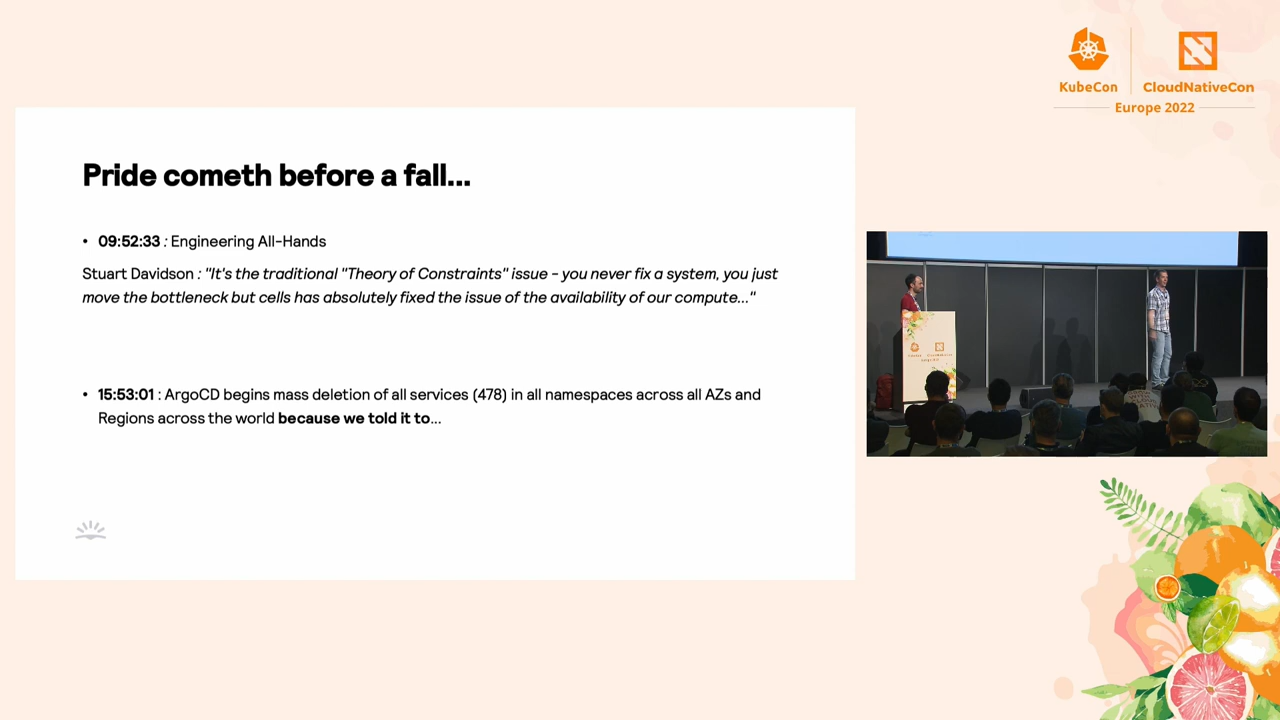 KubeCon
CloudNativeCon
Europe 2022
Pride cometh before a fall...
• 09:52:33 : Engineering All-Hands
Stuart Davidson : "It's the traditional "Theory of Constraints" issue - you never fix a system, you just
move the bottleneck but cells has absolutely fixed the issue of the availability of our compute..."
• 15:53:01 : ArgoCD begins mass deletion of all services (478) in all namespaces across all AZs and
Regions across the world because we told it to...